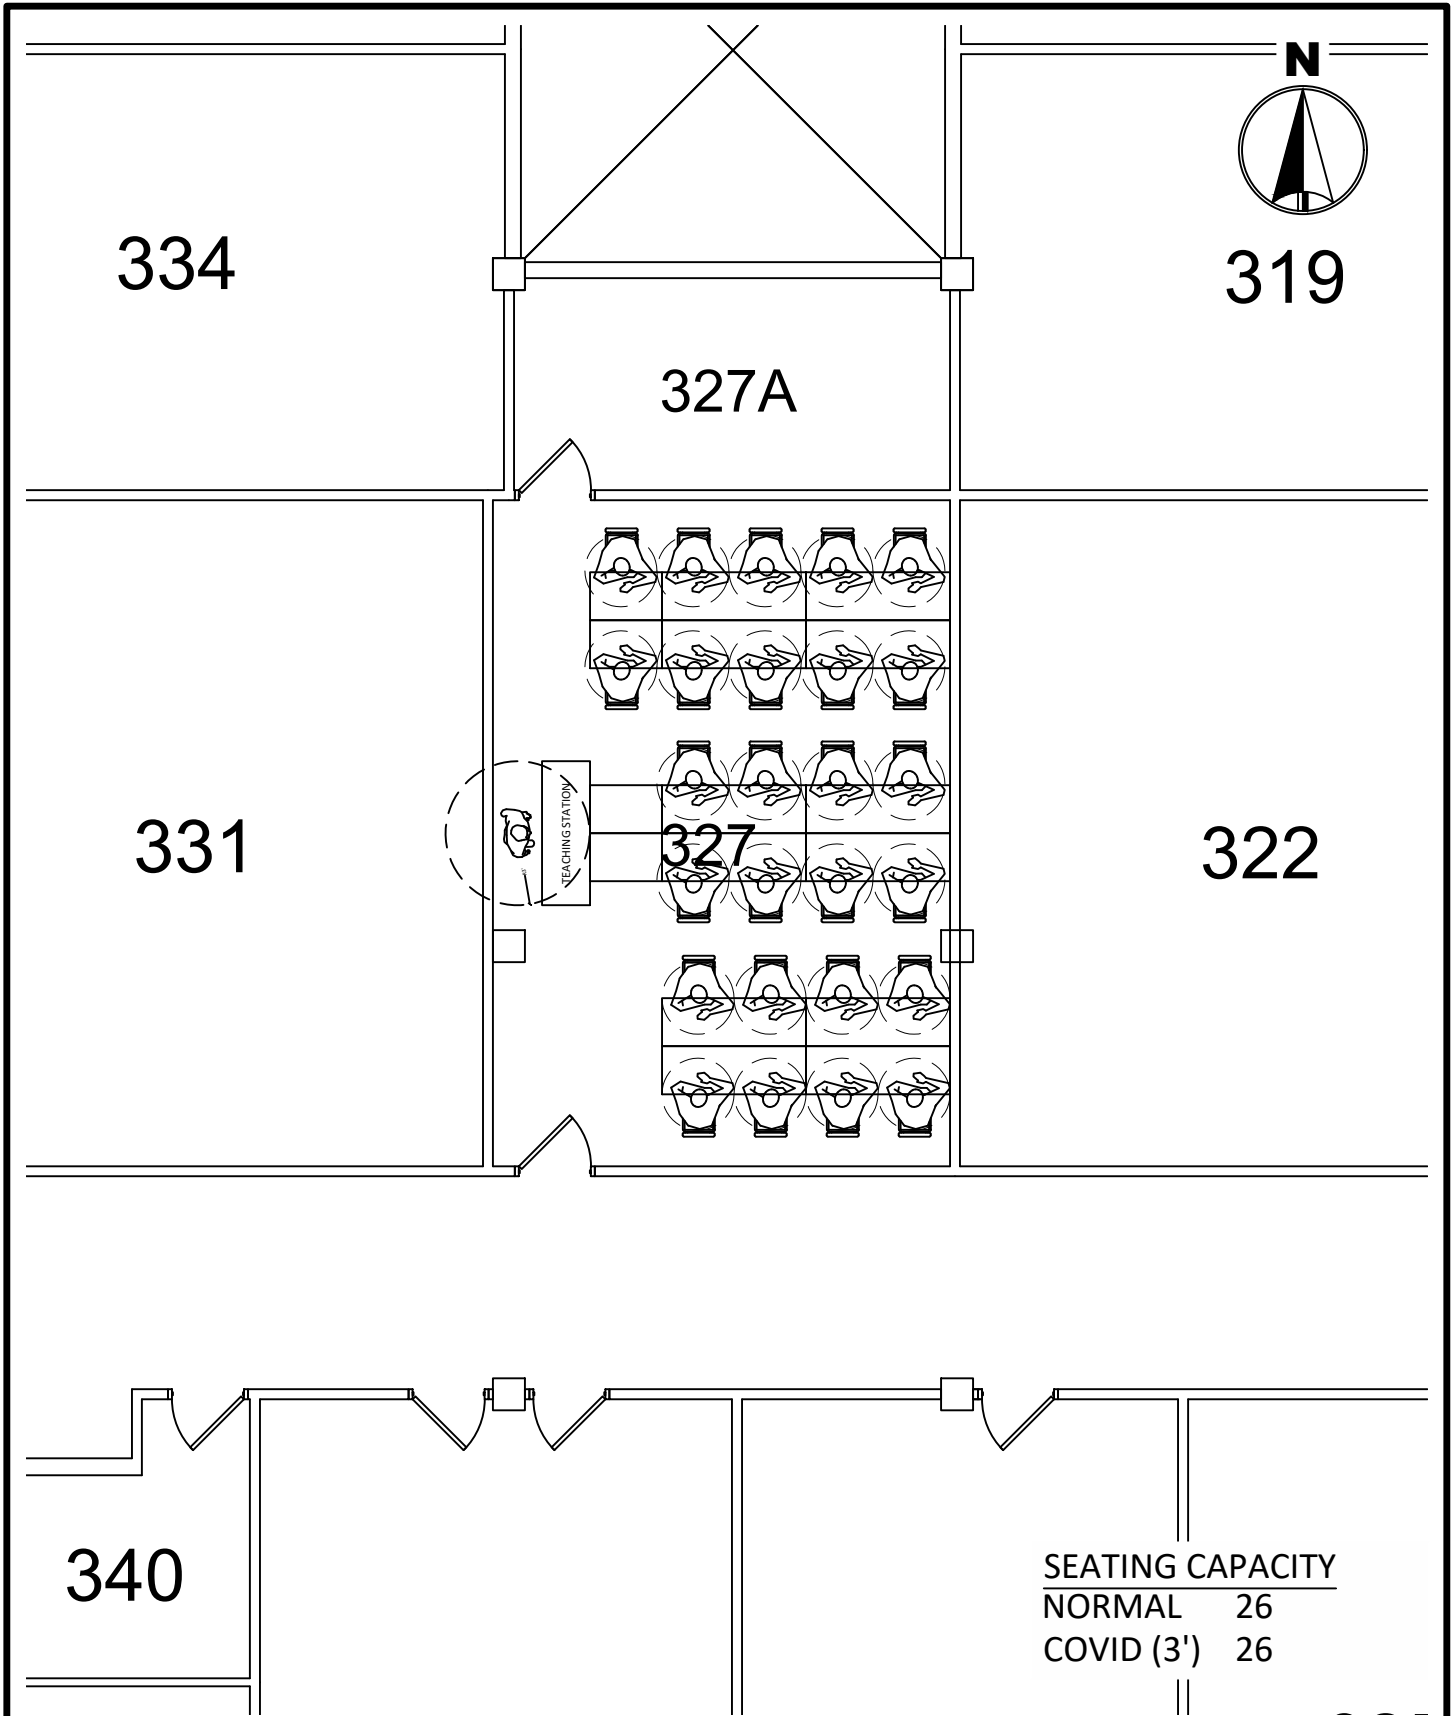 N
334
319
327A
331
TEACHING STATION
327
322
340
SEATING CAPACITY
NORMAL 26
COVID (3') 26